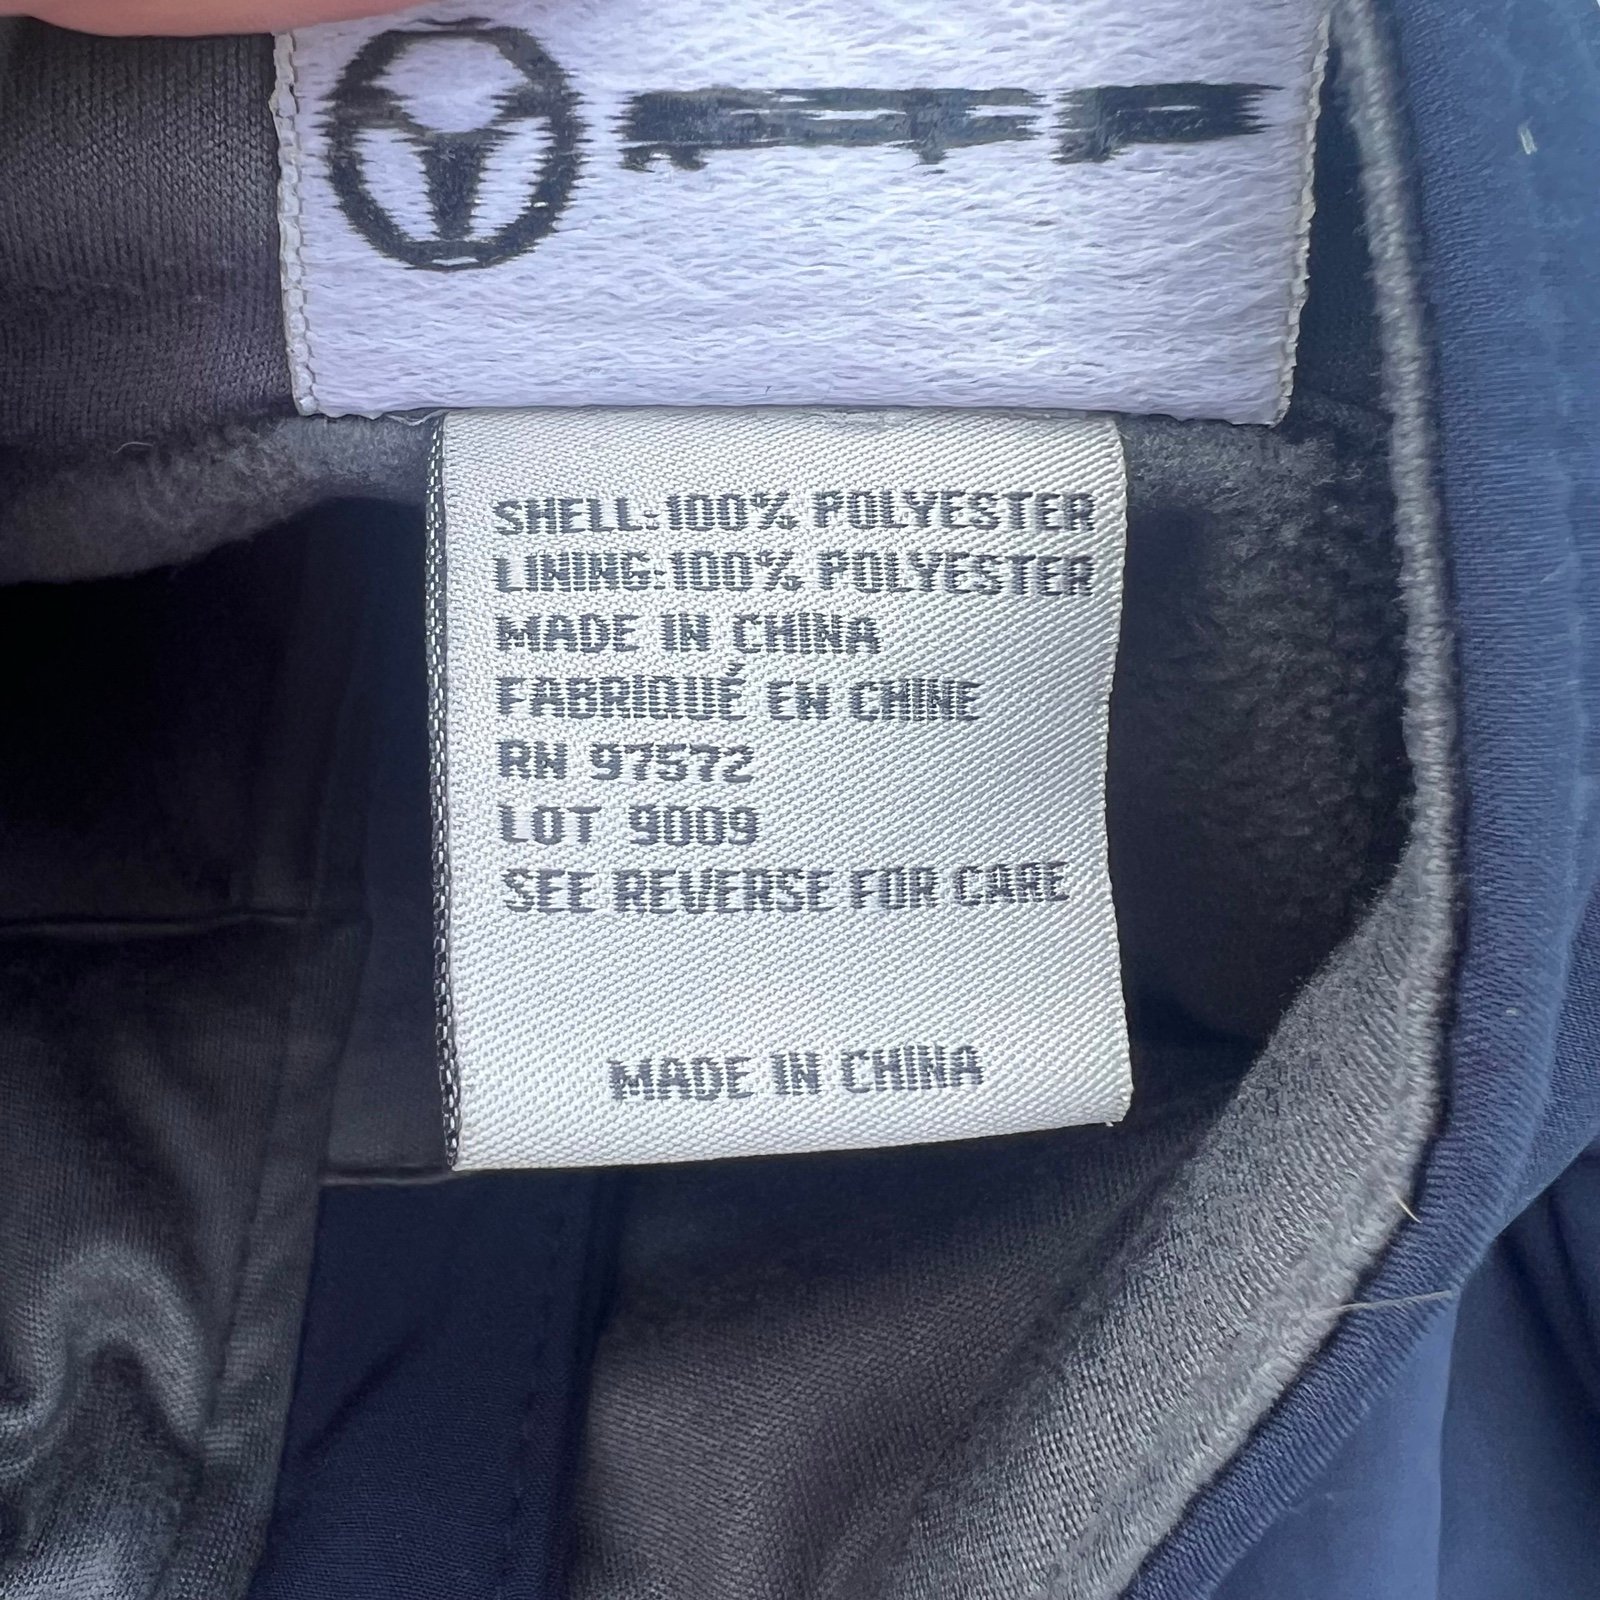 SHELL:100% POLYESTER
LINING:100% POLYESTER
MADE IN CHINA
FABRIQUÉ EN CHINE
RN 97572
LOT 9009
SEE REVERSE FOR CARE
MADE IN CHINA